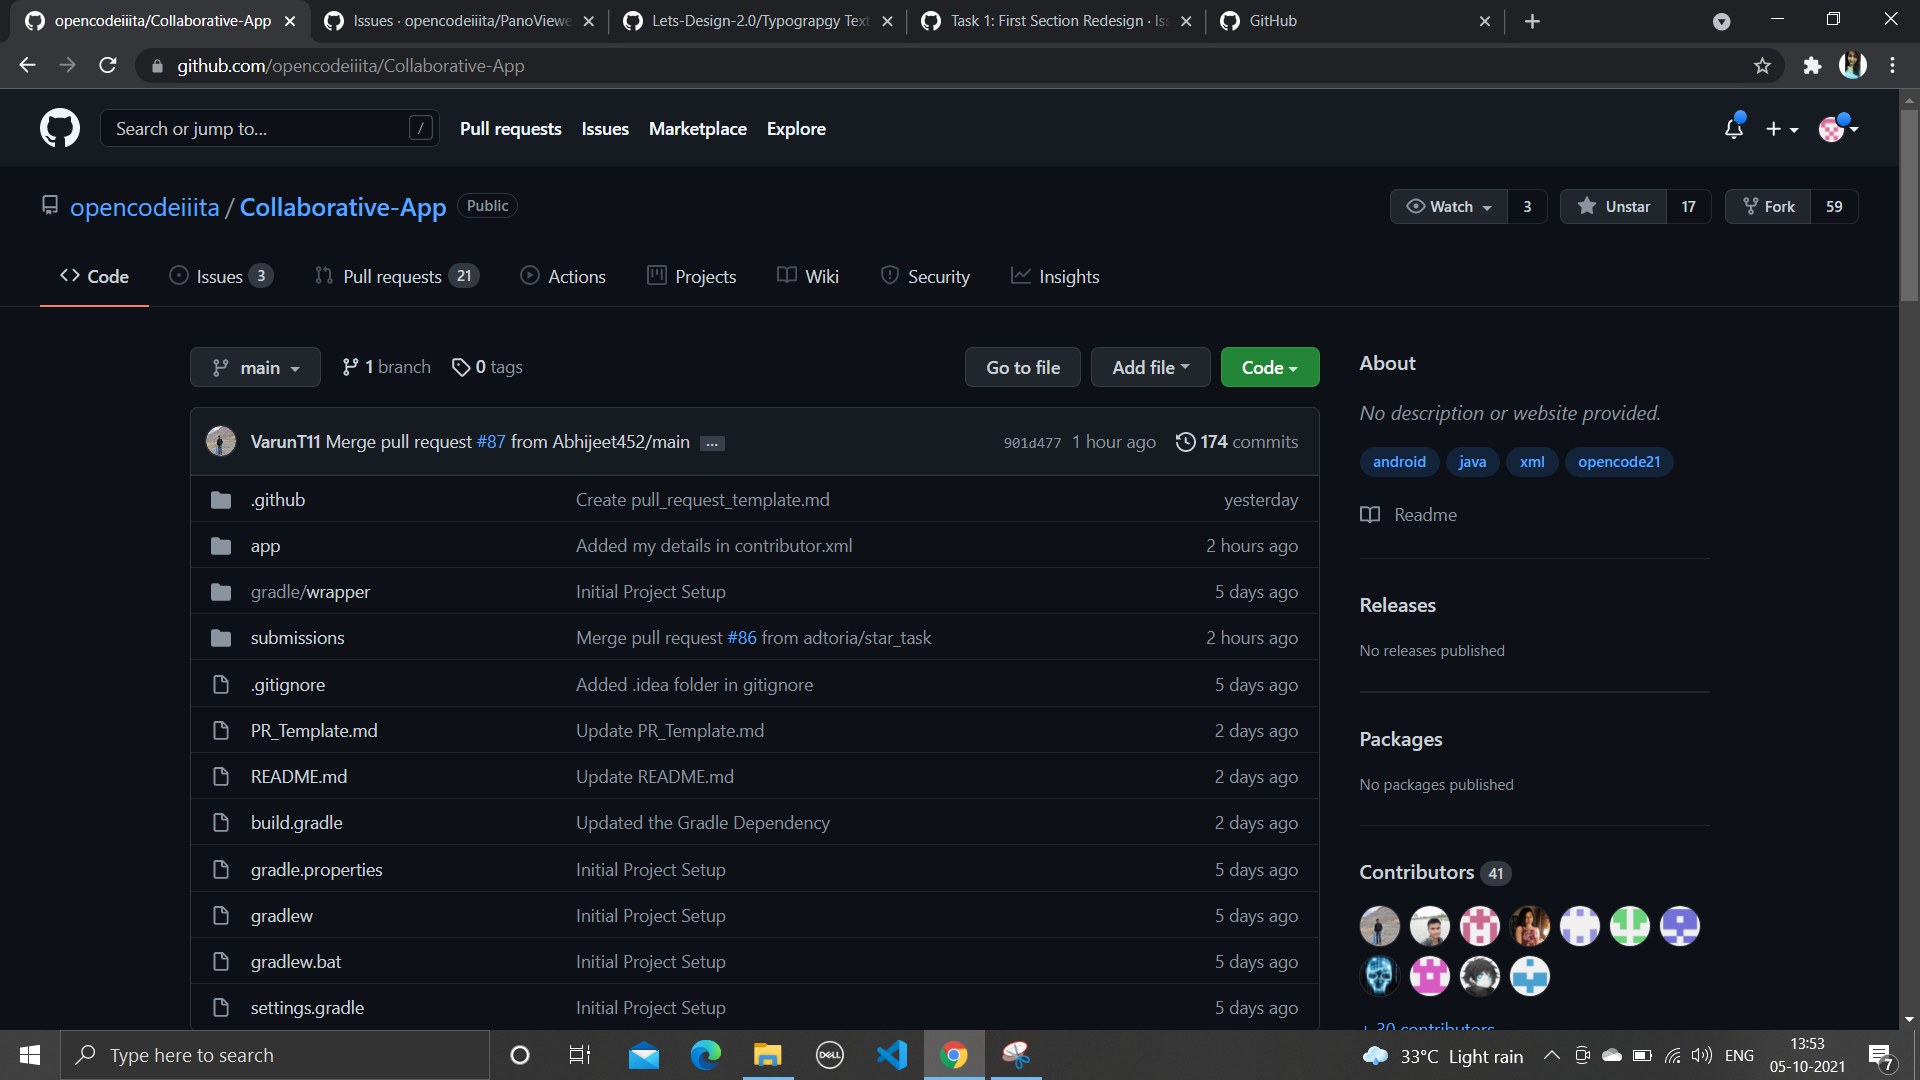 opencodeiiita/Collaborative-App
Issues · opencodeiiita/PanoViewe
Lets-Design-2.0/Typograpgy Text
Task 1: First Section Redesign · Iss
GitHub
github.com/opencodeiiita/Collaborative-App
Search or jump to...
/
Pull requests
Issues
Marketplace
Explore
opencodeiiita / Collaborative-App
Public
Watch 3
Unstar 17
Fork 59
Code
Issues 3
Pull requests 21
Actions
Projects
Wiki
Security
Insights
main
1 branch
0 tags
Go to file
Add file
Code
VarunT11 Merge pull request #87 from Abhijeet452/main ...
901d477 1 hour ago
174 commits
.github Create pull_request_template.md yesterday
app Added my details in contributor.xml 2 hours ago
gradle/wrapper Initial Project Setup 5 days ago
submissions Merge pull request #86 from adtoria/star_task 2 hours ago
.gitignore Added .idea folder in gitignore 5 days ago
PR_Template.md Update PR_Template.md 2 days ago
README.md Update README.md 2 days ago
build.gradle Updated the Gradle Dependency 2 days ago
gradle.properties Initial Project Setup 5 days ago
gradlew Initial Project Setup 5 days ago
gradlew.bat Initial Project Setup 5 days ago
settings.gradle Initial Project Setup 5 days ago
About
No description or website provided.
android java xml opencode21
Readme
Releases
No releases published
Packages
No packages published
Contributors 41
+ 30 contributors
Type here to search
DELL
33°C Light rain
ENG
13:53
05-10-2021
7